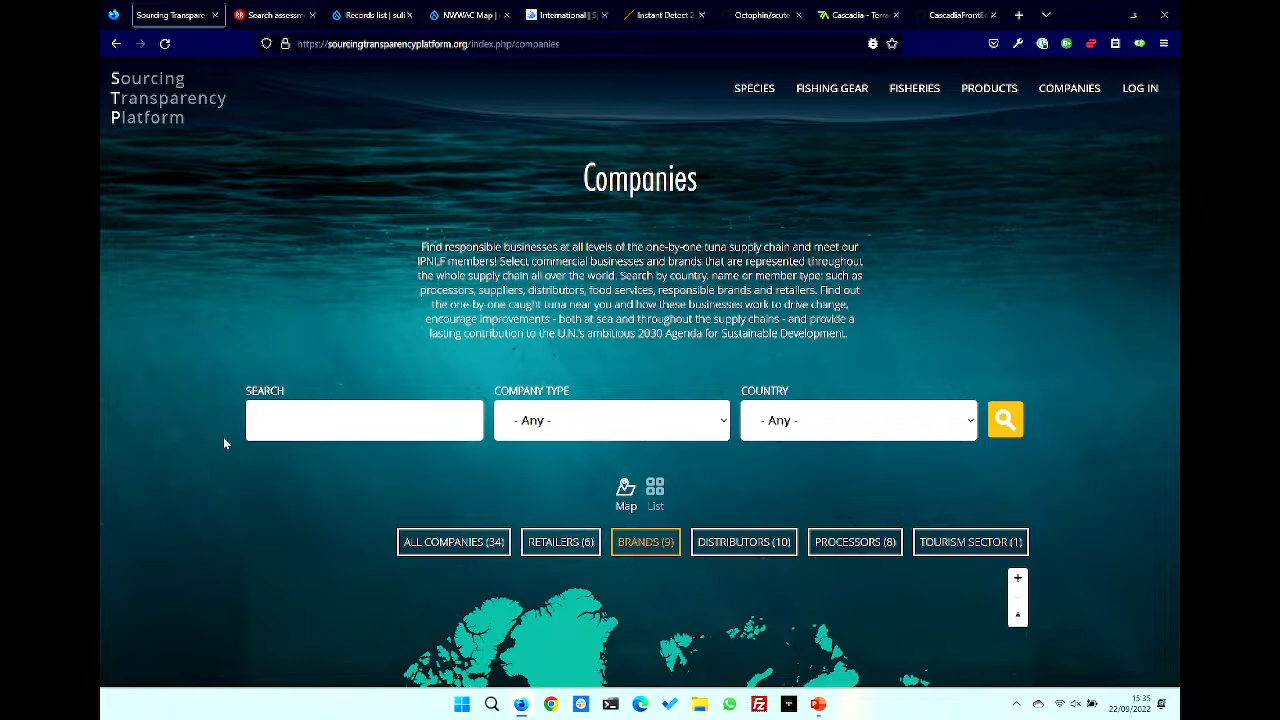 Sourcing Transparen
Search assessm
Records list | suli
NWWAC Map |
International | Sp
Instant Detect 2
Octophin/scute
Cascadia - Terra
CascadiaFrontEn
https://sourcingtransparencyplatform.org/index.php/companies
Sourcing
Transparency
Platform
SPECIES
FISHING GEAR
FISHERIES
PRODUCTS
COMPANIES
LOG IN
Companies
Find responsible businesses at all levels of the one-by-one tuna supply chain and meet our
IPNLF members! Select commercial businesses and brands that are represented throughout
the whole supply chain all over the world. Search by country, name or member type: such as
processors, suppliers, distributors, food services, responsible brands and retailers. Find out
the one-by-one caught tuna near you and how these businesses work to drive change,
encourage improvements - both at sea and throughout the supply chains - and provide a
lasting contribution to the U.N.'s ambitious 2030 Agenda for Sustainable Development.
SEARCH
COMPANY TYPE
COUNTRY
- Any -
- Any -
Map
List
ALL COMPANIES (34)
RETAILERS (6)
BRANDS (9)
DISTRIBUTORS (10)
PROCESSORS (8)
TOURISM SECTOR (1)
+
15:35
22/09/2022